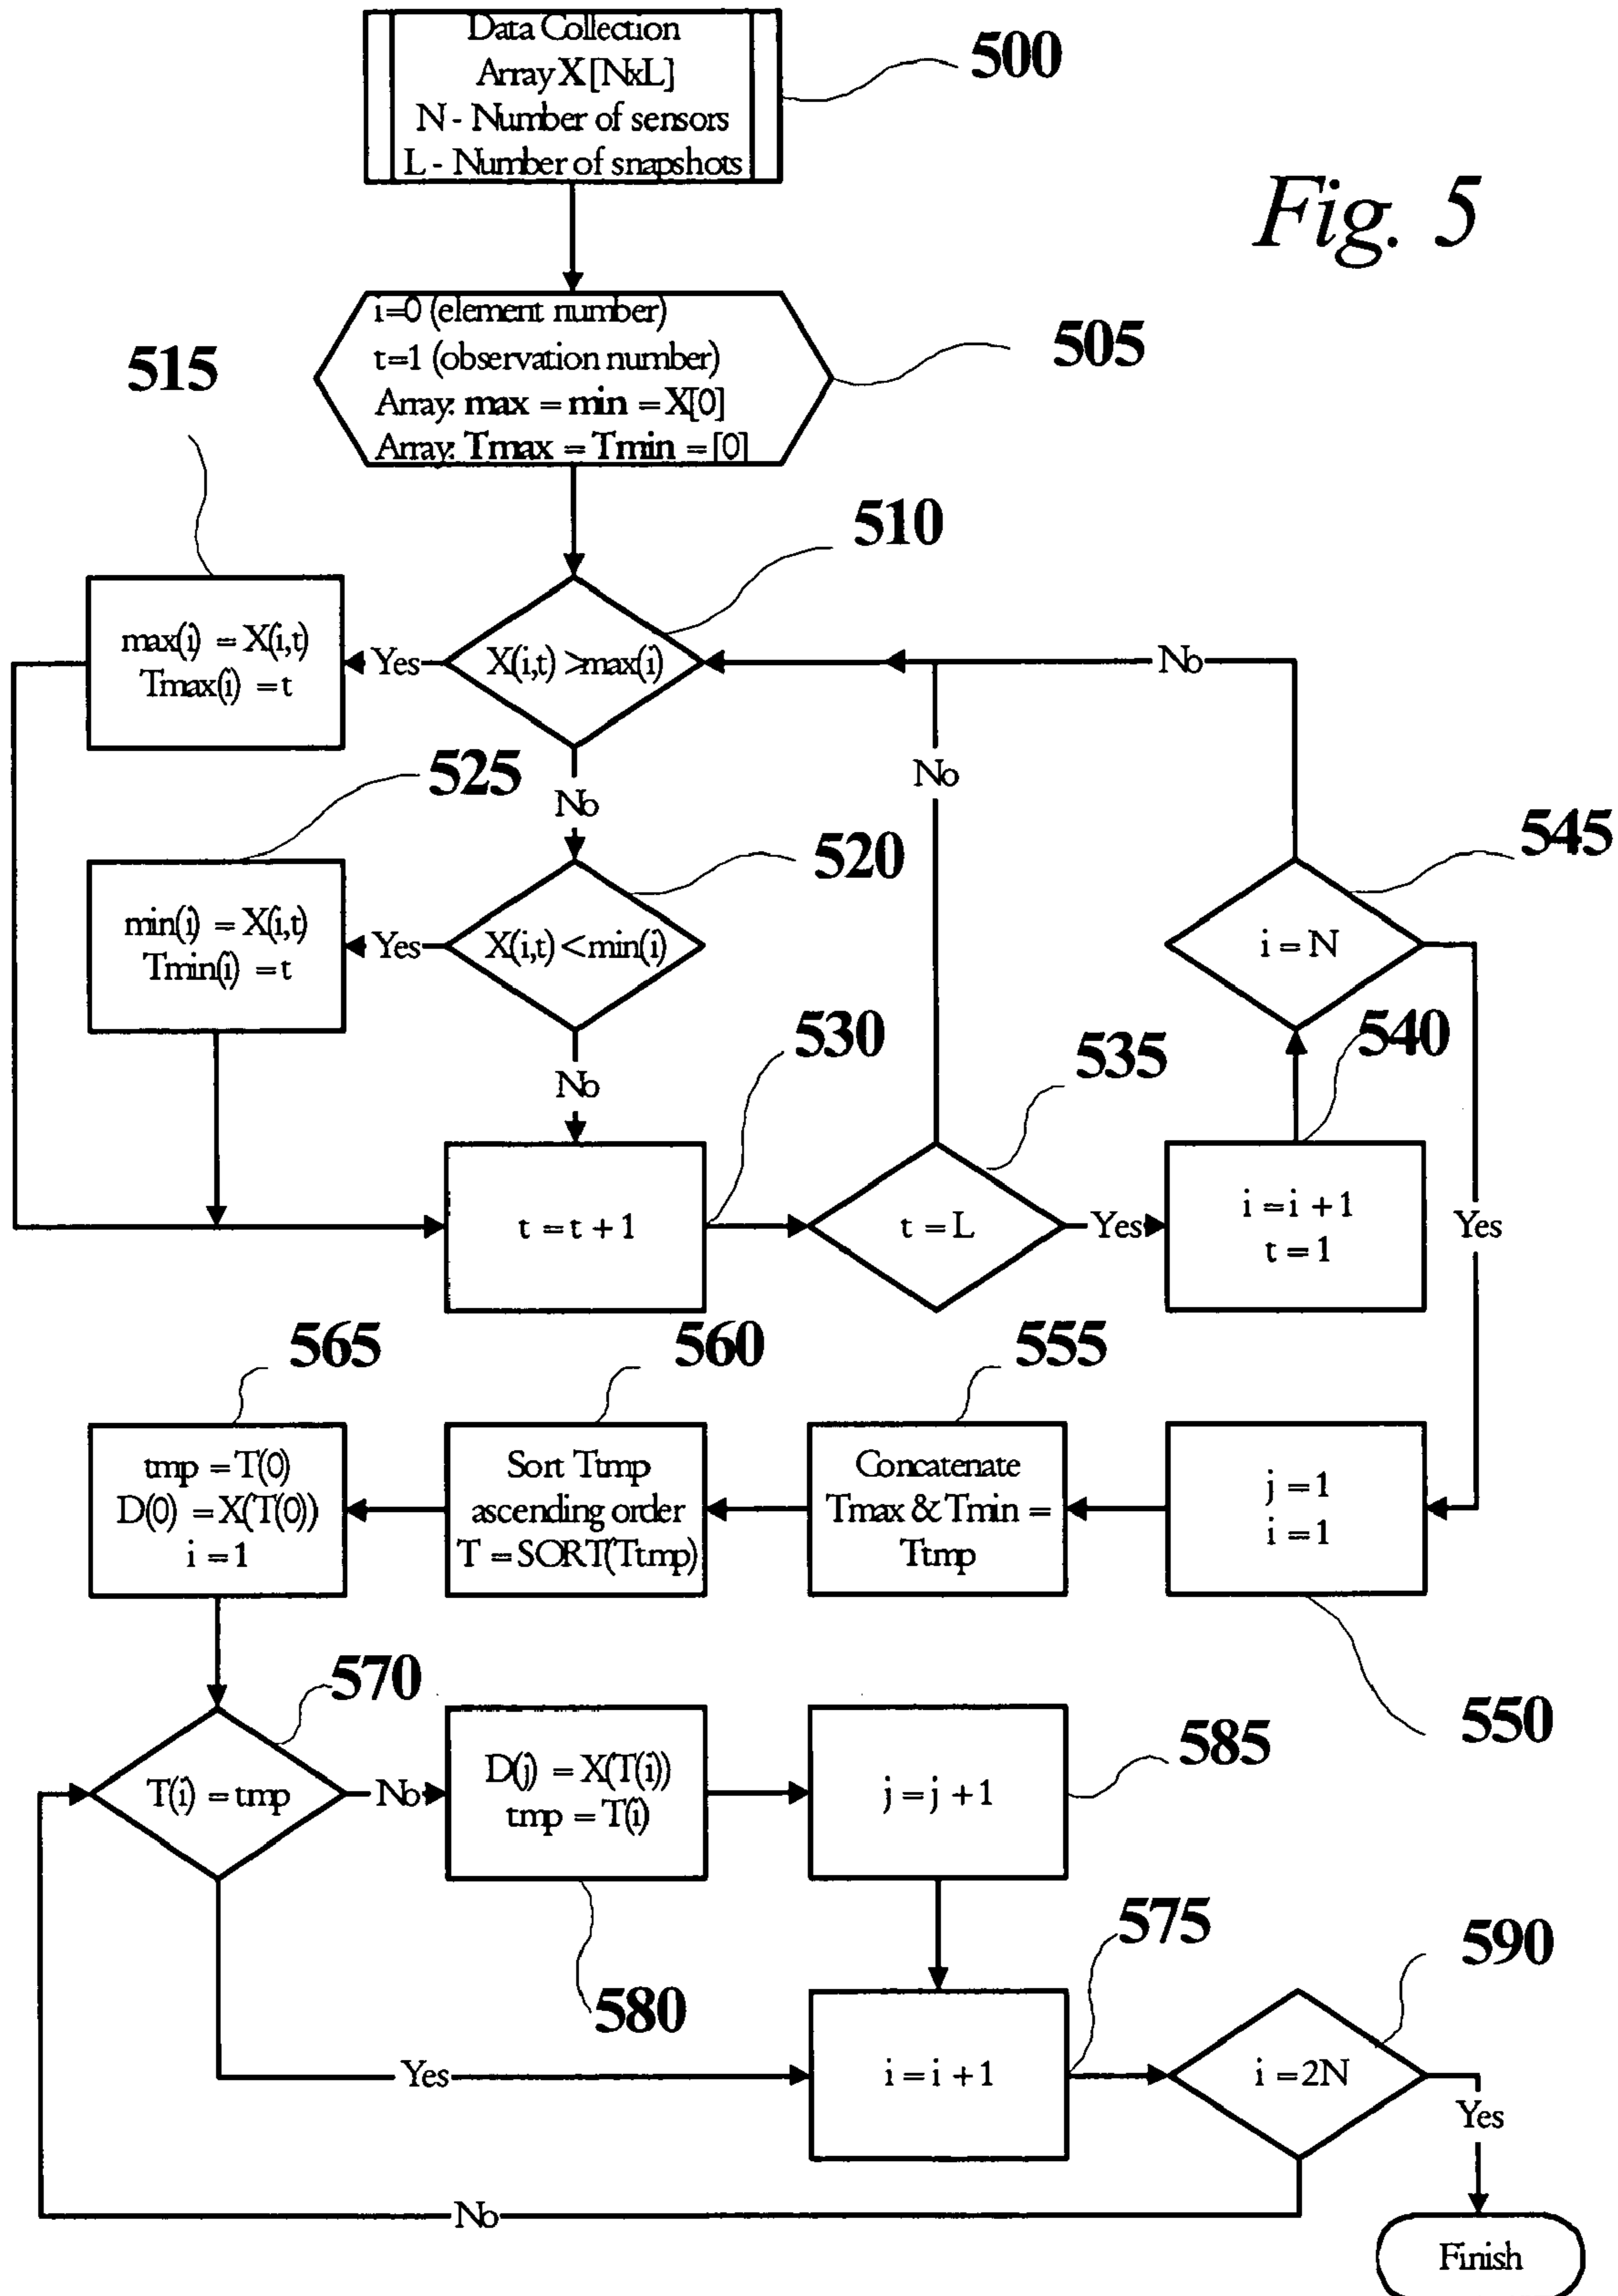 Data Collection
Array X[NxL]
N - Number of sensors
L - Number of snapshots
500
Fig. 5
i=0 (element number)
t=1 (observation number)
Array: max = min = X[0]
Array: Tmax = Tmin = [0]
505
515
510
max(i) = X(i,t)
Tmax(i) = t
Yes
X(i,t) >max(i)
No
525
No
No
520
545
min(i) = X(i,t)
Tmin(i) = t
Yes
X(i,t) <min(i)
i = N
530
535
540
No
t = t + 1
t = L
Yes
i = i + 1
t = 1
Yes
565
560
555
tmp = T(0)
D(0) = X(T(0))
i = 1
Sort Ttmp
ascending order
T = SORT(Ttmp)
Concatenate
Tmax & Tmin =
Ttmp
j = 1
i = 1
570
550
585
T(i) = tmp
No
D(j) = X(T(i))
tmp = T(i)
j = j + 1
575
590
580
Yes
i = i + 1
i = 2N
Yes
No
Finish